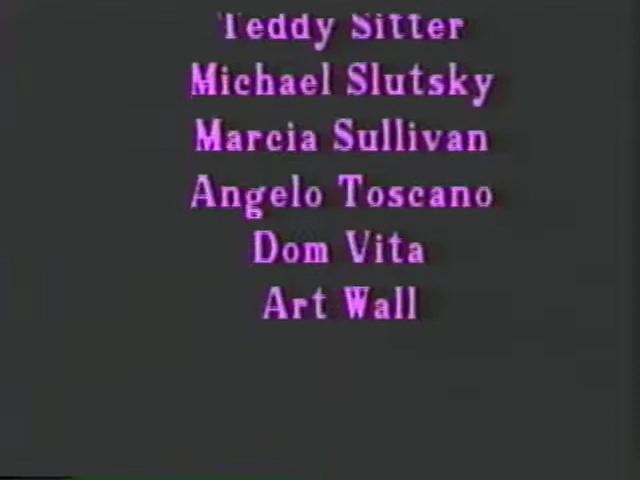 Teddy Sitter
Michael Slutsky
Marcia Sullivan
Angelo Toscano
Dom Vita
Art Wall